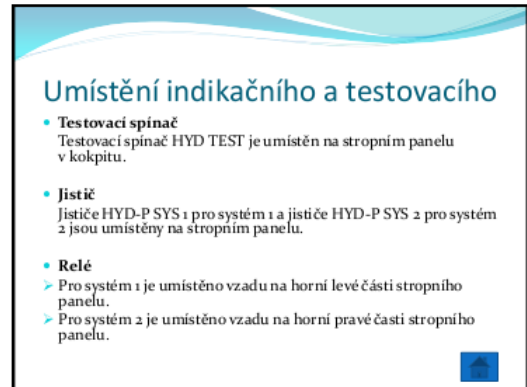 Umístění indikačního a testovacího
• Testovací spínač
Testovací spínač HYD TEST je umístěn na stropním panelu
v kokpitu.
• Jistič
Jističe HYD-P SYS 1 pro systém 1 a jističe HYD-P SYS 2 pro systém
2 jsou umístěny na stropním panelu.
• Relé
➢ Pro systém 1 je umístěno vzadu na horní levé části stropního
panelu.
➢ Pro systém 2 je umístěno vzadu na horní pravé časti stropního
panelu.